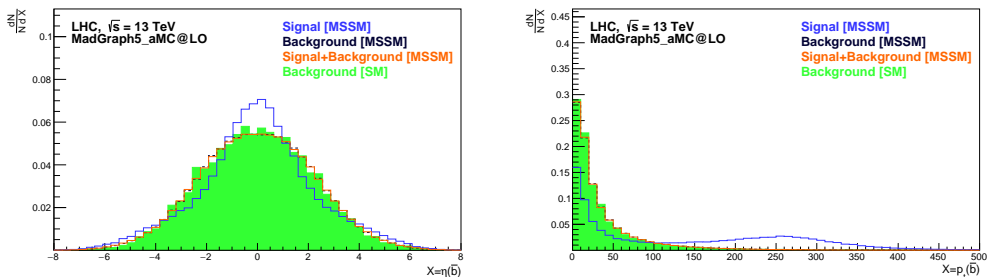 dN
N d X
LHC, √s = 13 TeV
MadGraph5_aMC@LO
Signal [MSSM]
Background [MSSM]
Signal+Background [MSSM]
Background [SM]
0.1
0.08
0.06
0.04
0.02
−8 −6 −4 −2 0 2 4 6 8
X=η(b̄)
dN
N d X
LHC, √s = 13 TeV
MadGraph5_aMC@LO
Signal [MSSM]
Background [MSSM]
Signal+Background [MSSM]
Background [SM]
0.45
0.4
0.35
0.3
0.25
0.2
0.15
0.1
0.05
0 50 100 150 200 250 300 350 400 450 500
X=p_T(b̄)